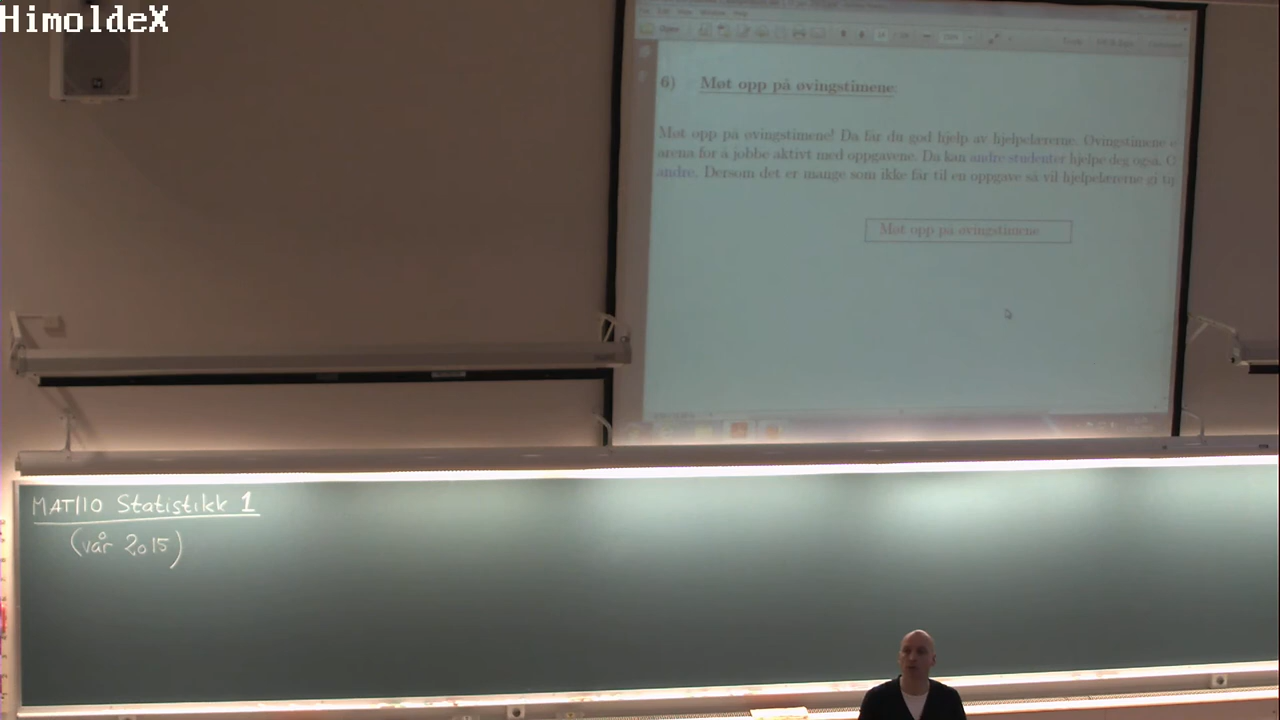 HimoldeX
6) Møt opp på øvingstimene
Møt opp på øvingstimene! Da får du god hjelp av hjelpelærerne. Øvingstimene
arena for å jobbe aktivt med oppgavene. Da kan andre studenter hjelpe deg også.
andre. Dersom det er mange som ikke får til en oppgave så vil hjelpelærerne gi
Møt opp på øvingstimene
MAT110 Statistikk 1
(vår 2015)